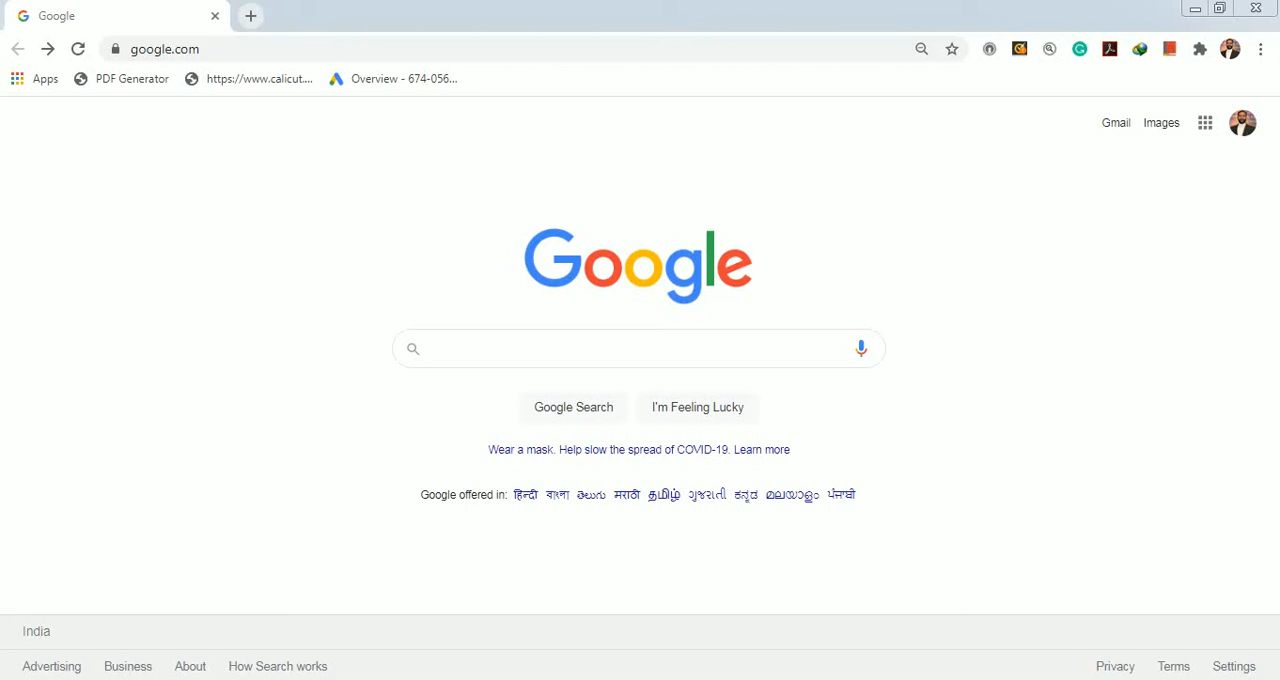 Google
google.com
Apps PDF Generator https://www.calicut.... Overview - 674-056...
Gmail Images
Google
Google Search I'm Feeling Lucky
Wear a mask. Help slow the spread of COVID-19. Learn more
Google offered in: हिन्दी বাংলা తెలుగు मराठी தமிழ் ગુજરાતી ಕನ್ನಡ മലയാളം ਪੰਜਾਬੀ
India
Advertising Business About How Search works Privacy Terms Settings